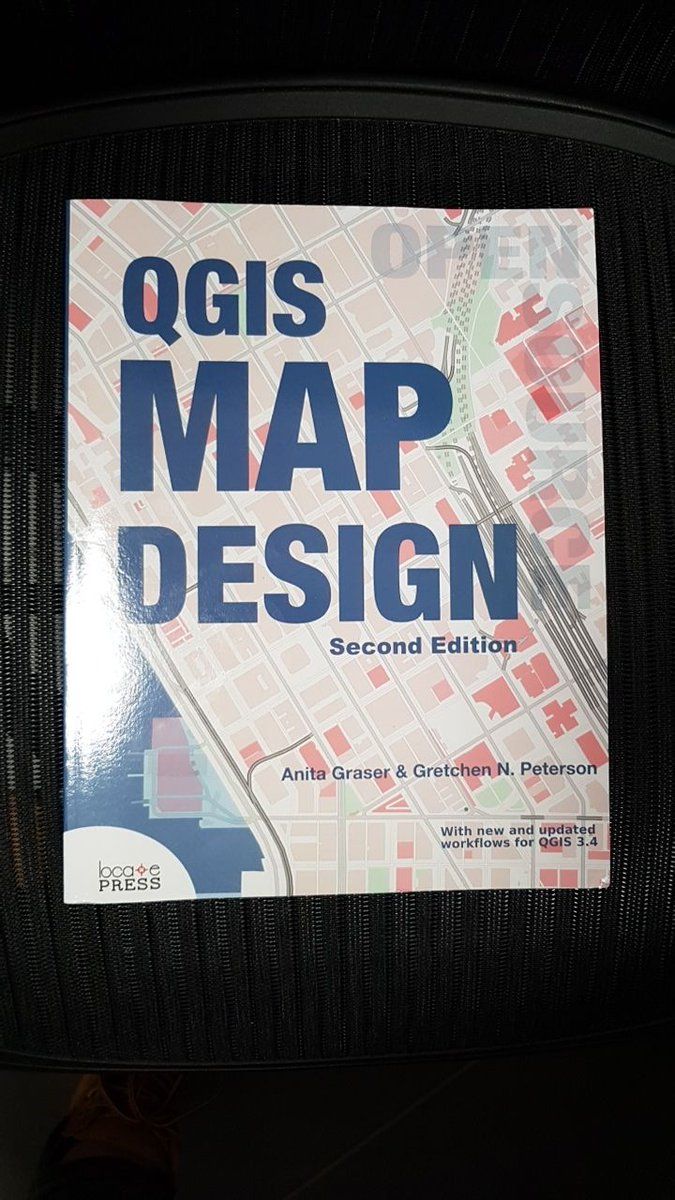 OPEN
QGIS
MAP
DESIGN
Second Edition
Anita Graser & Gretchen N. Peterson
With new and updated
workflows for QGIS 3.4
locate
PRESS